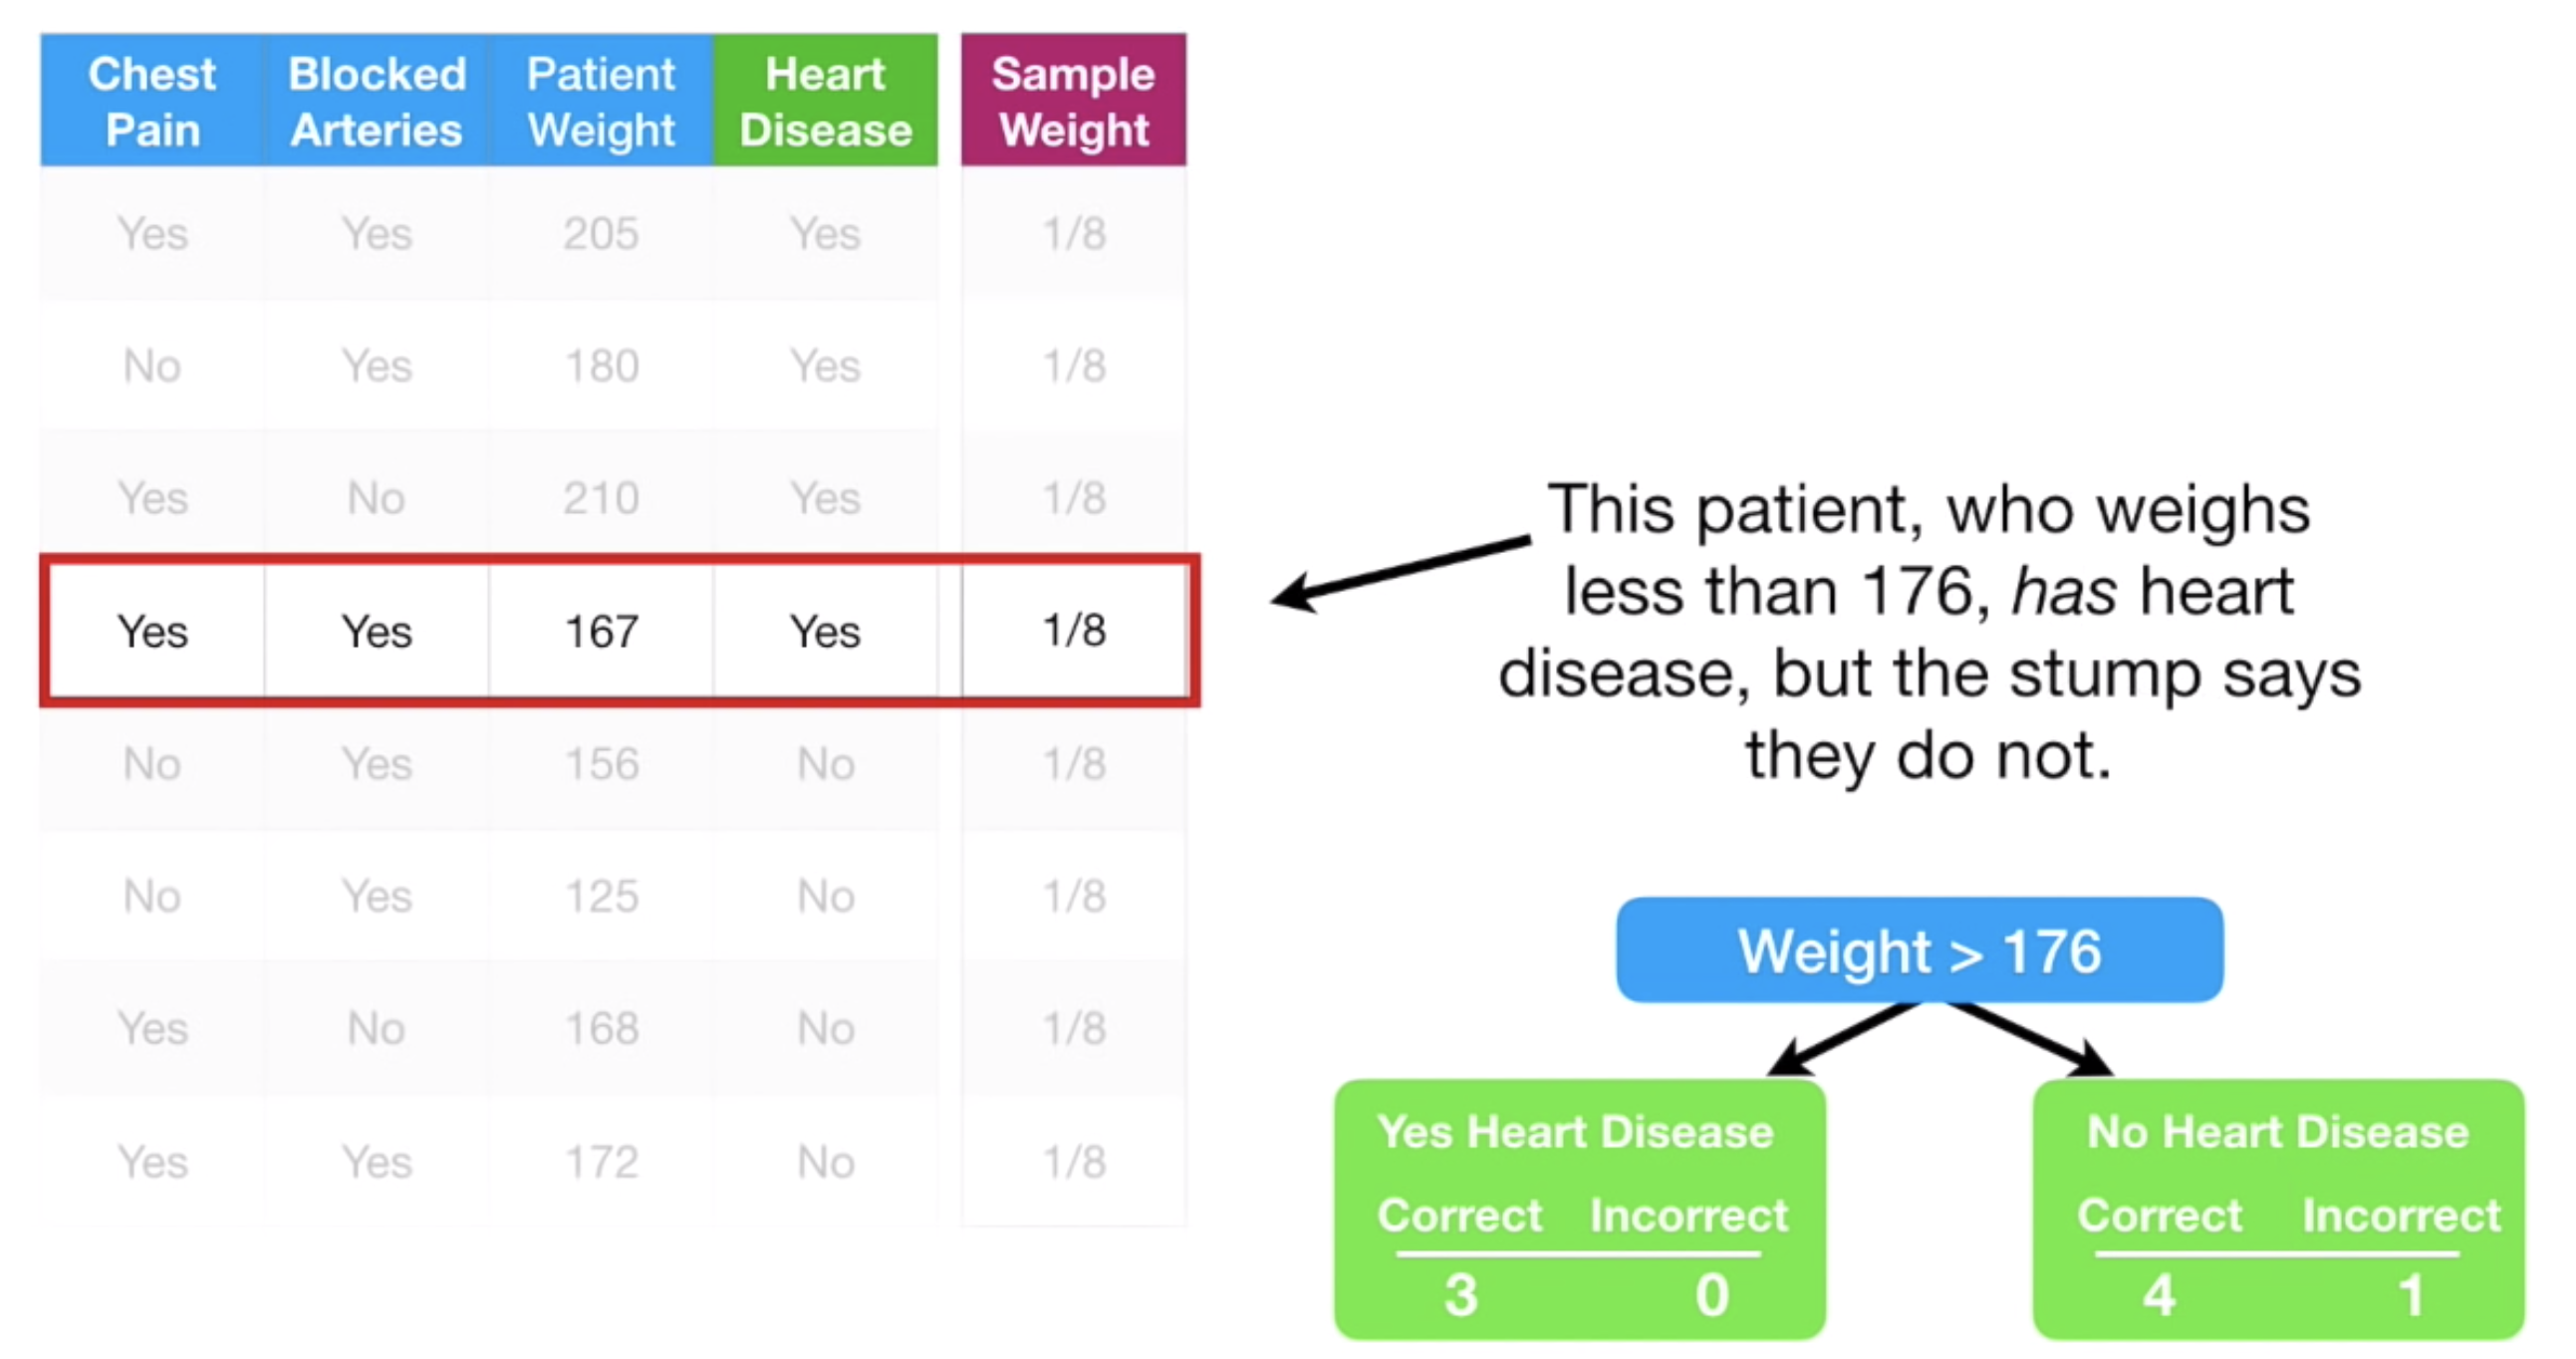 Chest Pain Blocked Arteries Patient Weight Heart Disease Sample Weight
Yes Yes 205 Yes 1/8
No Yes 180 Yes 1/8
Yes No 210 Yes 1/8
Yes Yes 167 Yes 1/8
No Yes 156 No 1/8
No Yes 125 No 1/8
Yes No 168 No 1/8
Yes Yes 172 No 1/8
This patient, who weighs
less than 176, has heart
disease, but the stump says
they do not.
Weight > 176
Yes Heart Disease
Correct Incorrect
3 0
No Heart Disease
Correct Incorrect
4 1